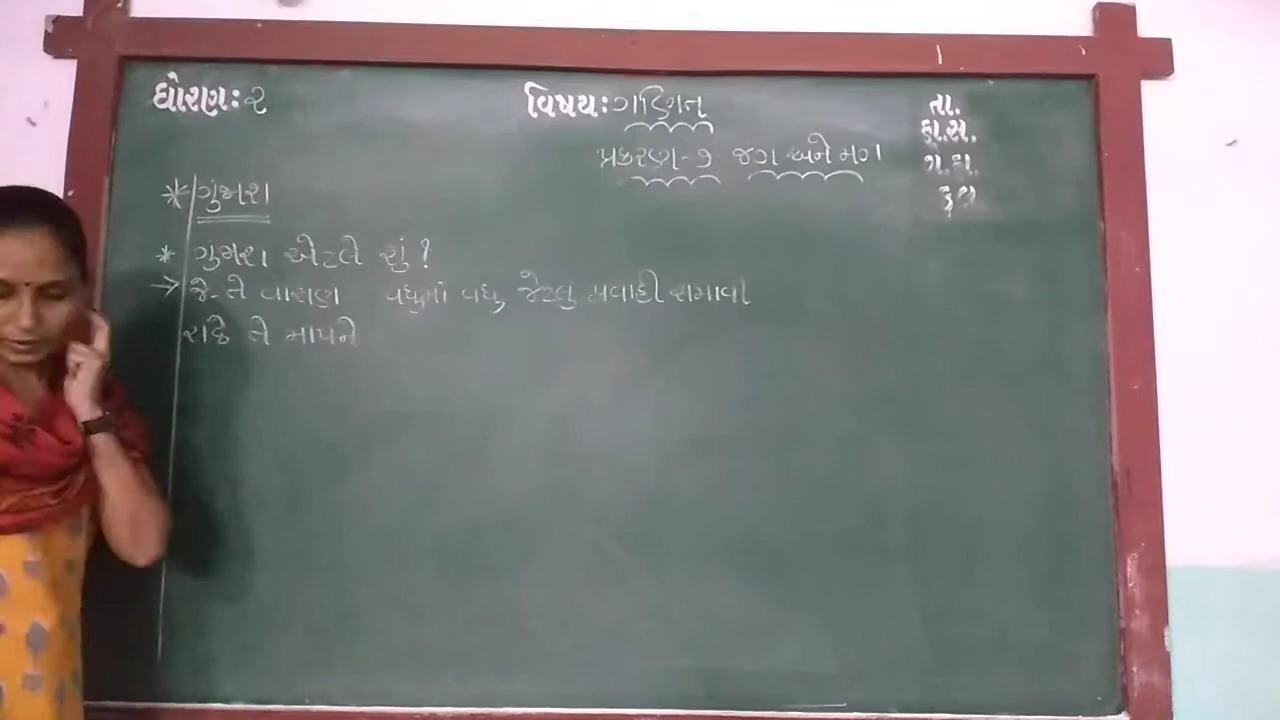 ધોરણ: ૨
વિષય: ગણિત
તા.
પ્રકરણ-૭ જગ અને મગ
હા.સ.
ગે.હા.
કુલ
* ગુંજાશ
* ગુંજાશ એટલે શું?
→ જે-તે વાસણ વધુમાં વધુ, જેટલુ પ્રવાહી સમાવી
શકે તે માપને